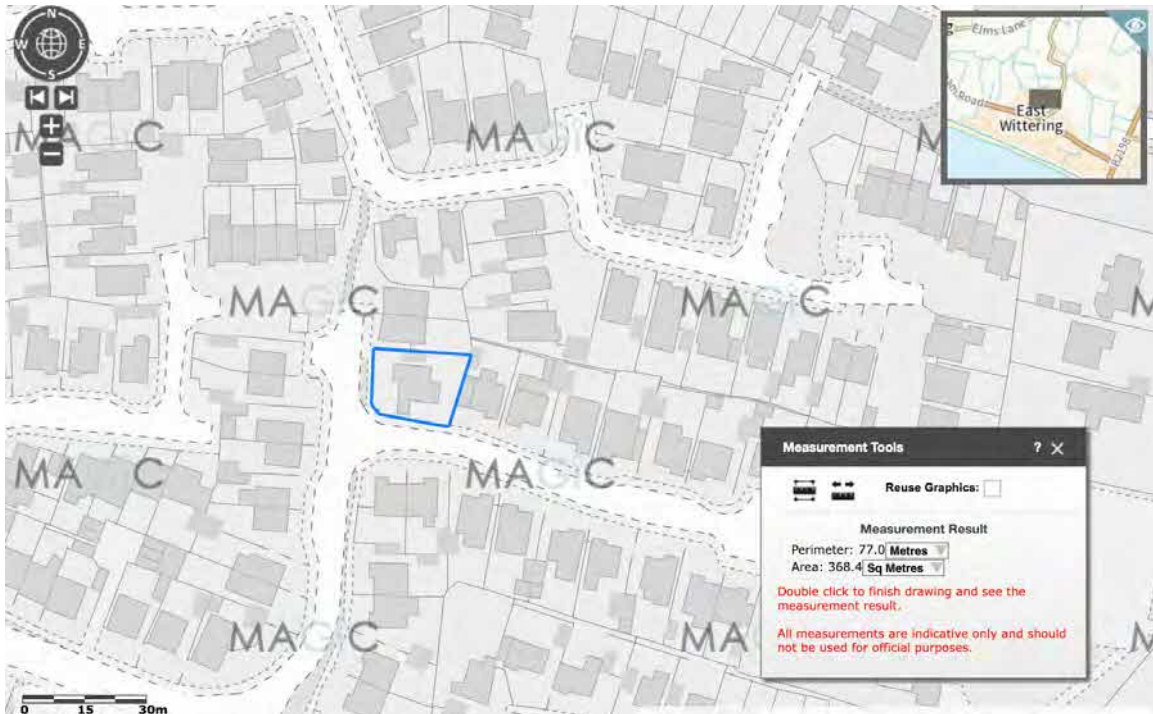 N
W E
S
MAGiC
MAGiC
M
Elms Lane
Road
East
Wittering
B2198
MAGiC
MAGiC
M
MAGiC
MAGiC
MAGiC
MAGiC
M
Measurement Tools ? ×
Reuse Graphics:
Measurement Result
Perimeter: 77.0 Metres
Area: 368.4 Sq Metres
Double click to finish drawing and see the
measurement result.
All measurements are indicative only and should
not be used for official purposes.
0 15 30m